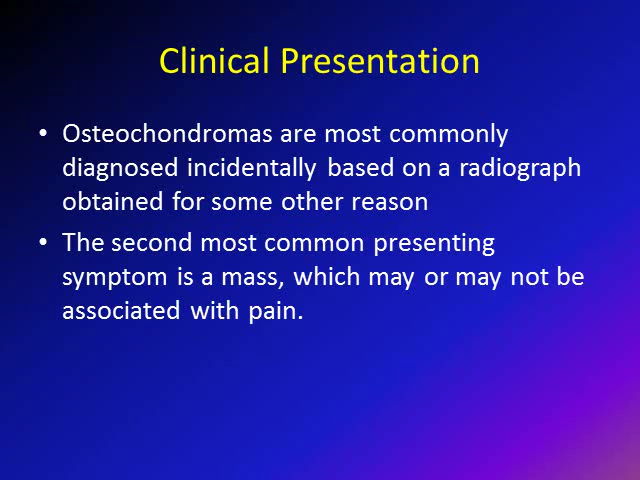 Clinical Presentation
• Osteochondromas are most commonly
diagnosed incidentally based on a radiograph
obtained for some other reason
• The second most common presenting
symptom is a mass, which may or may not be
associated with pain.